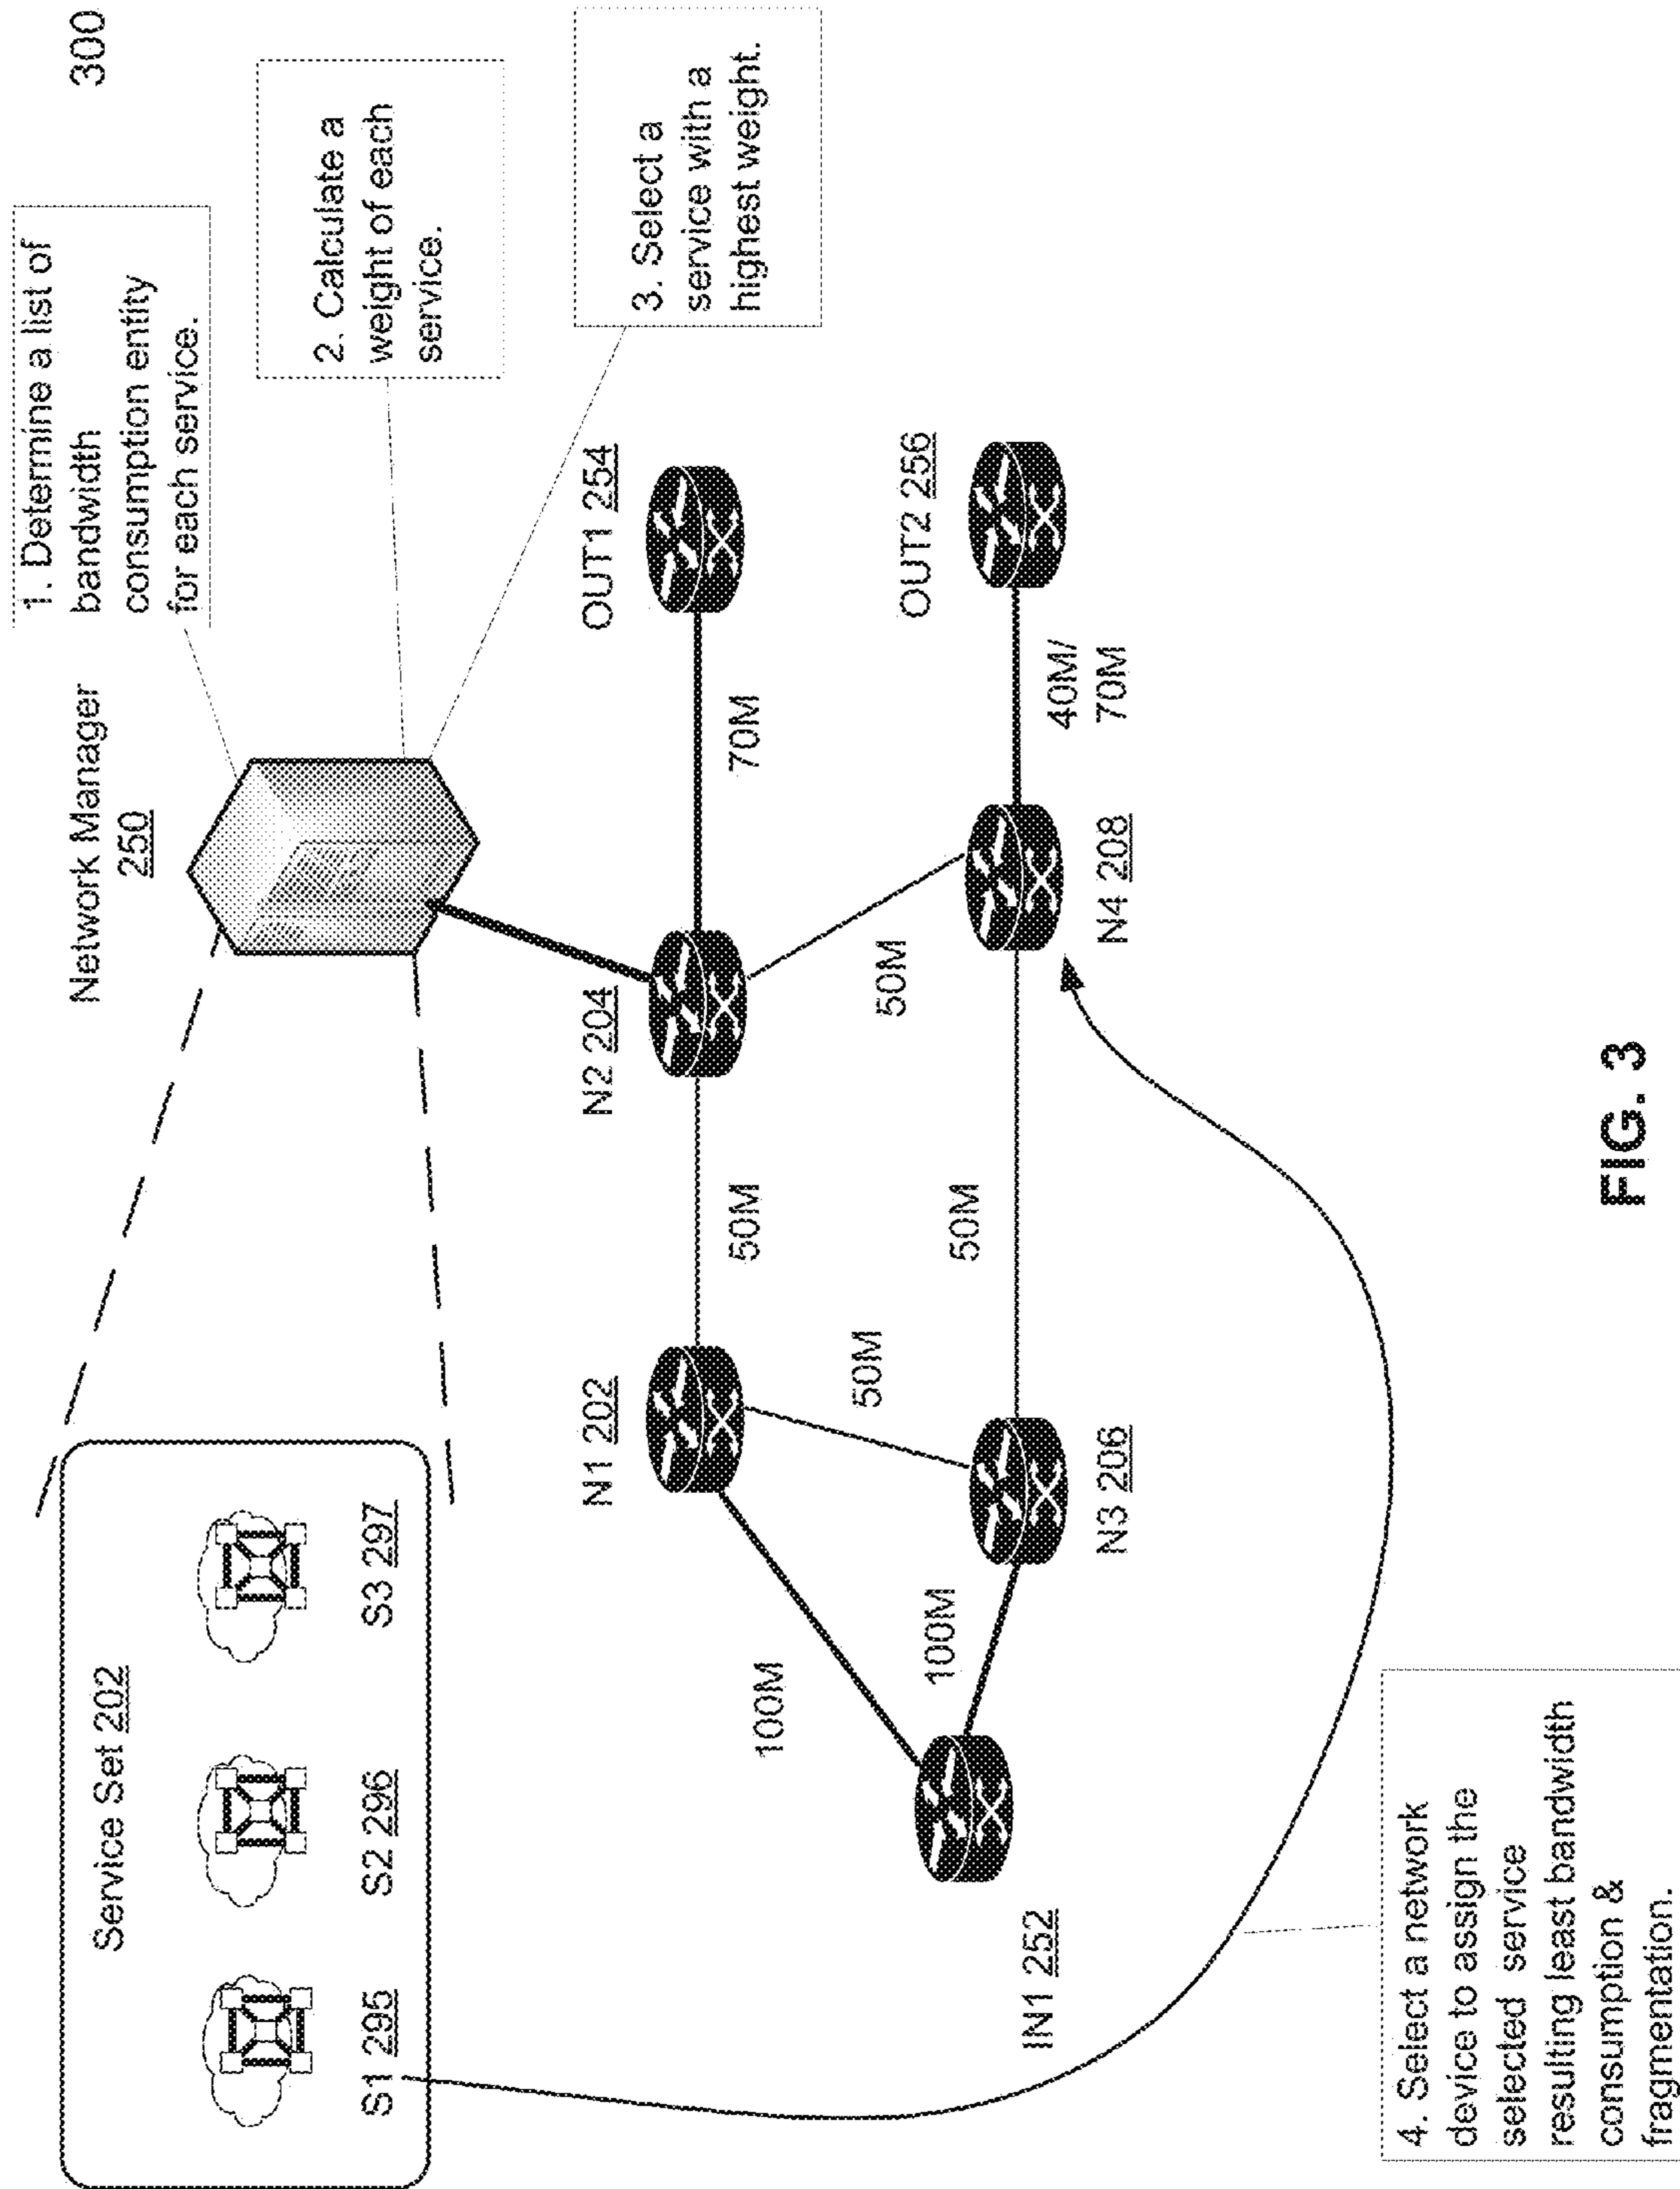 300
Network Manager
250
1. Determine a list of
bandwidth
consumption entity
for each service.
2. Calculate a
weight of each
service.
3. Select a
service with a
highest weight.
Service Set 202
S1 295
S2 296
S3 297
N1 202
N2 204
OUT1 254
50M
70M
100M
50M
50M
IN1 252
100M
50M
N3 206
N4 208
40M/
70M
OUT2 256
4. Select a network
device to assign the
selected service
resulting least bandwidth
consumption &
fragmentation.
FIG. 3